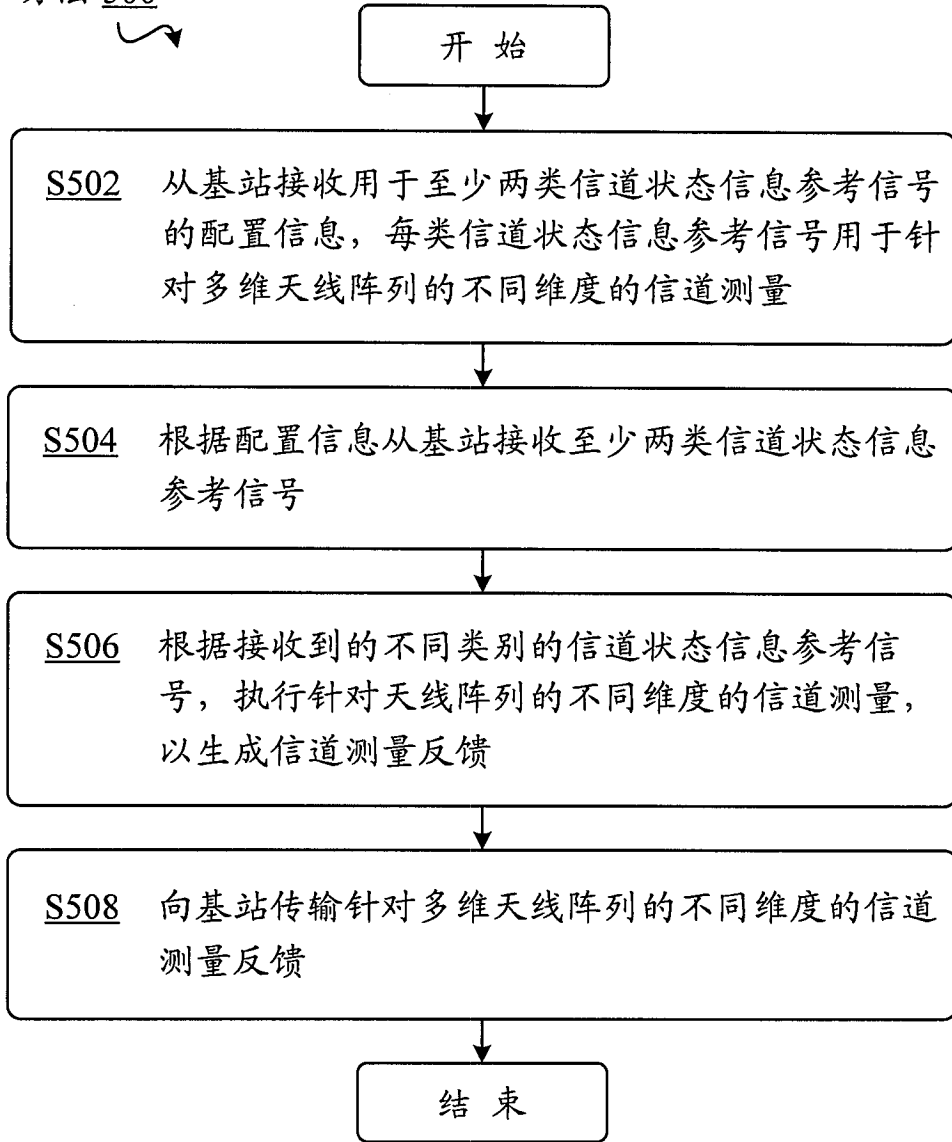 方法 500
开 始
S502 从基站接收用于至少两类信道状态信息参考信号
的配置信息，每类信道状态信息参考信号用于针
对多维天线阵列的不同维度的信道测量
S504 根据配置信息从基站接收至少两类信道状态信息
参考信号
S506 根据接收到的不同类别的信道状态信息参考信
号，执行针对天线阵列的不同维度的信道测量，
以生成信道测量反馈
S508 向基站传输针对多维天线阵列的不同维度的信道
测量反馈
结 束